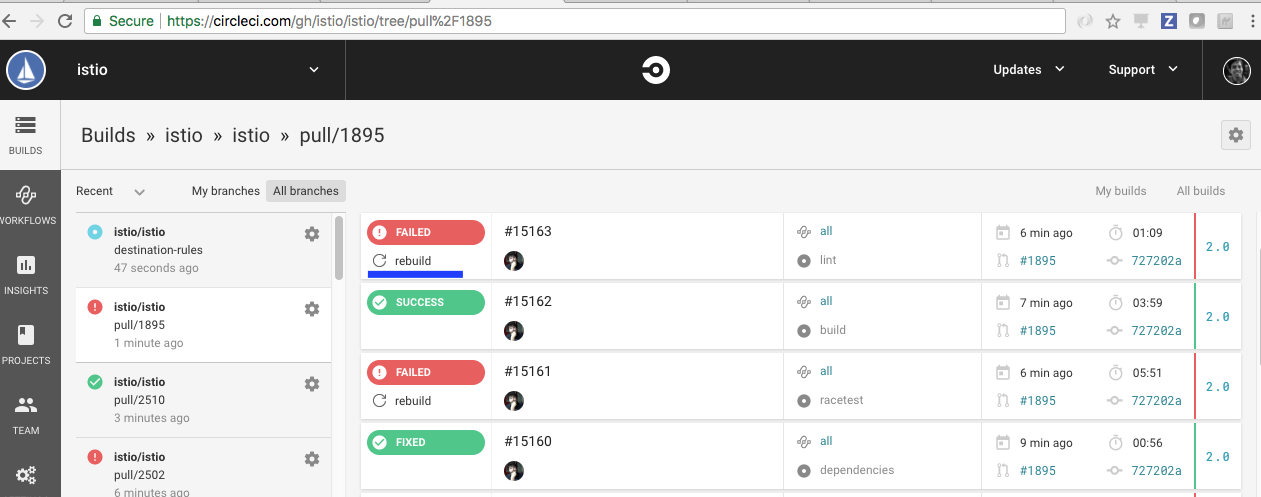 Secure https://circleci.com/gh/istio/istio/tree/pull%2F1895
Z
istio
Updates
Support
BUILDS
WORKFLOWS
INSIGHTS
PROJECTS
TEAM
Builds » istio » istio » pull/1895
Recent My branches All branches
My builds All builds
istio/istio
destination-rules
47 seconds ago
istio/istio
pull/1895
1 minute ago
istio/istio
pull/2510
3 minutes ago
istio/istio
pull/2502
6 minutes ago
FAILED #15163 all 6 min ago 01:09 2.0
rebuild lint #1895 727202a
SUCCESS #15162 all 7 min ago 03:59 2.0
build #1895 727202a
FAILED #15161 all 6 min ago 05:51 2.0
rebuild racetest #1895 727202a
FIXED #15160 all 9 min ago 00:56 2.0
dependencies #1895 727202a